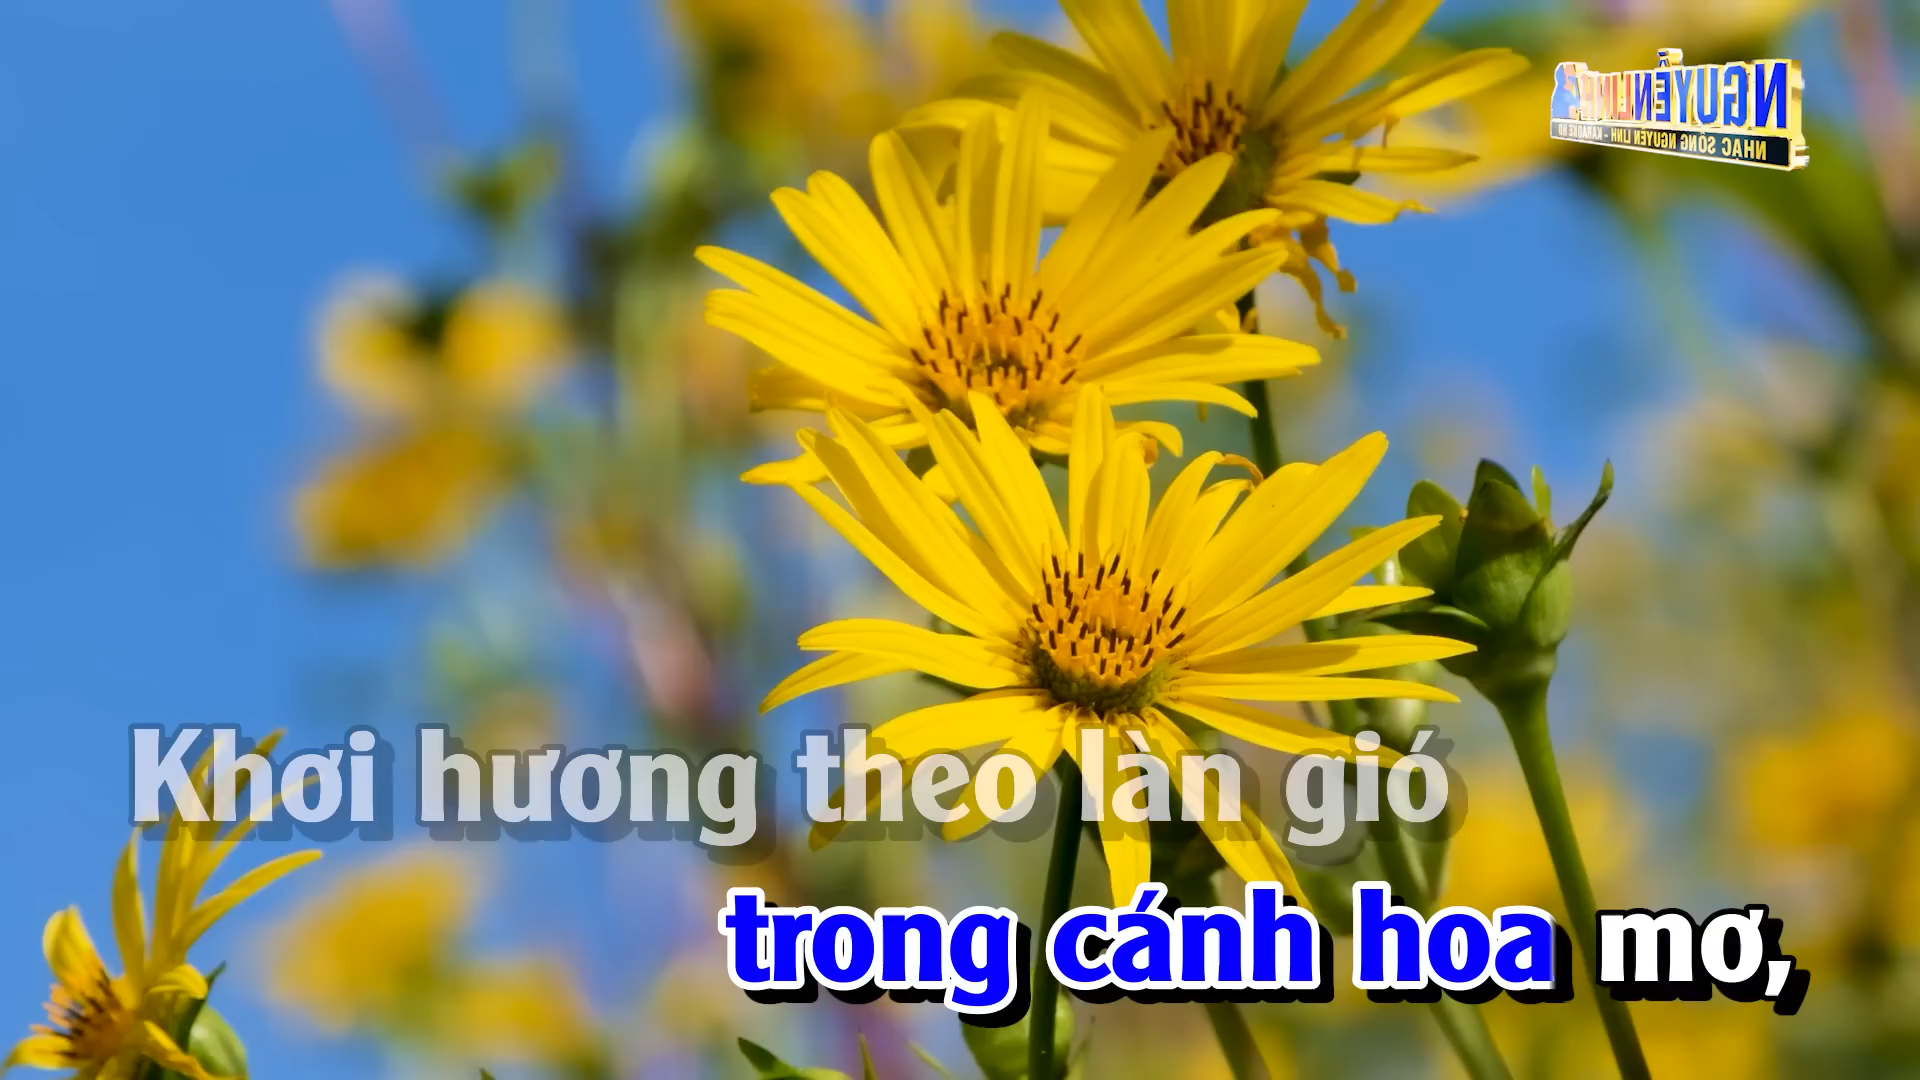 NGUYỄN LINH
NHẠC SỐNG NGUYỄN LINH - KARAOKE HD
Khơi hương theo làn gió
trong cánh hoa mơ,